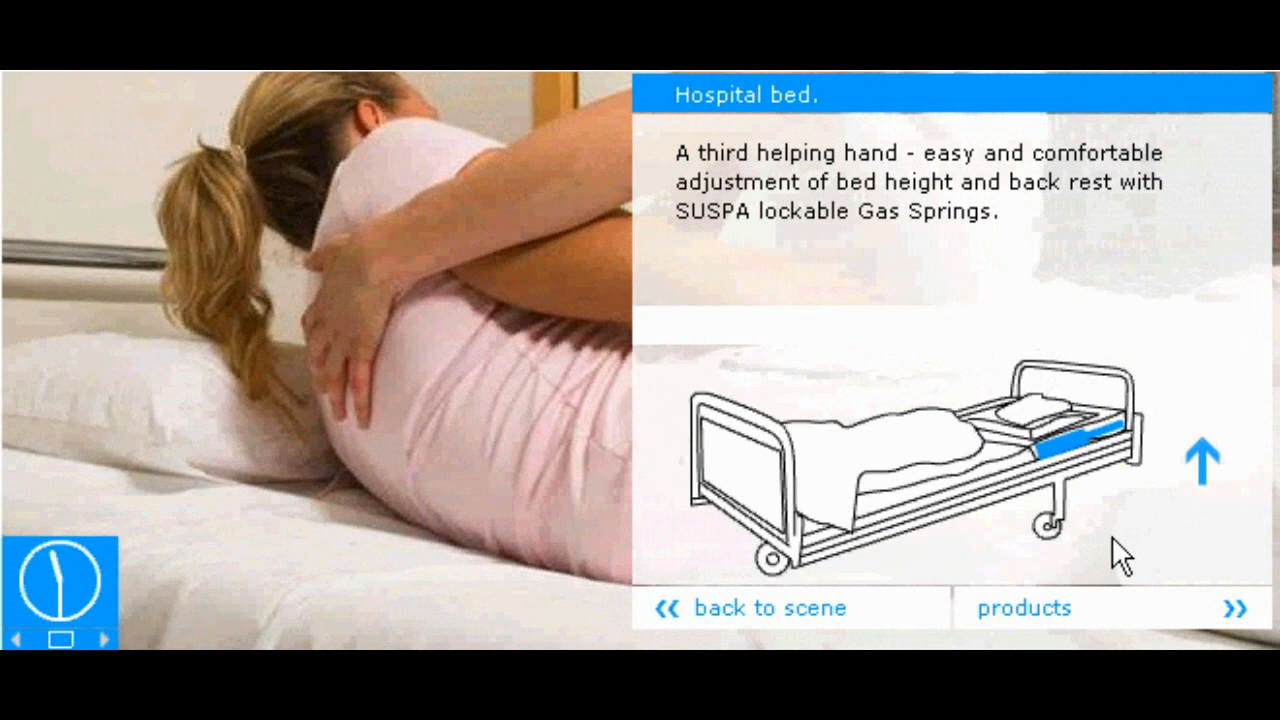 Hospital bed.
A third helping hand - easy and comfortable
adjustment of bed height and back rest with
SUSPA lockable Gas Springs.
back to scene
products